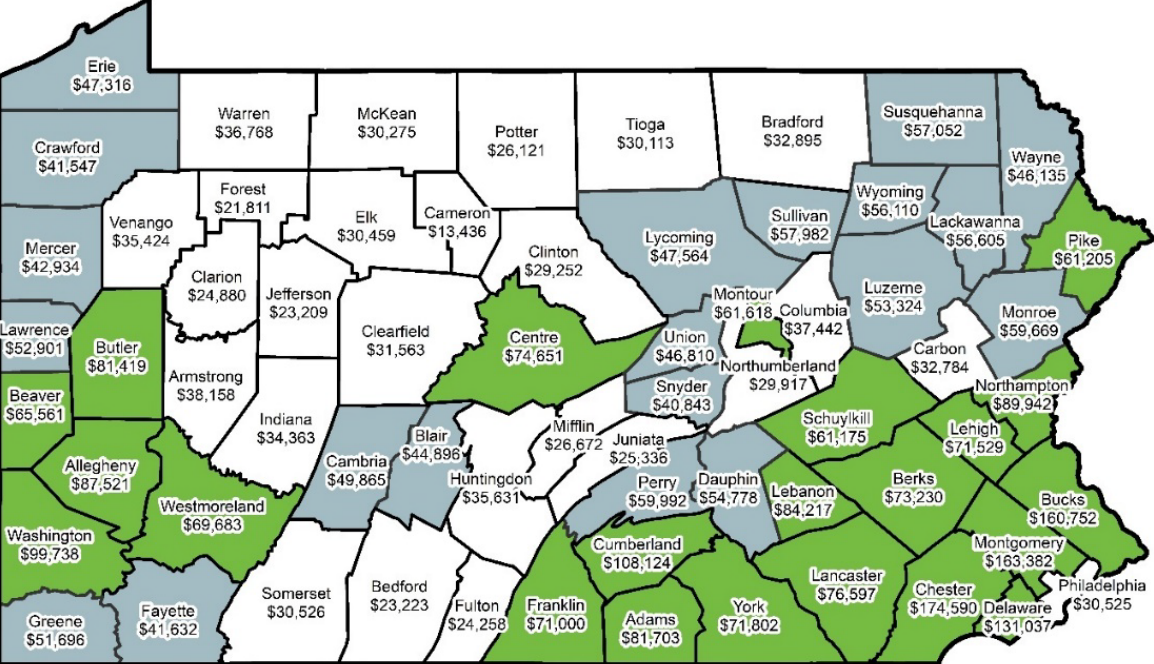 Erie
$47,316
Crawford
$41,547
Warren
$36,768
McKean
$30,275
Potter
$26,121
Tioga
$30,113
Bradford
$32,895
Susquehanna
$57,052
Wayne
$46,135
Mercer
$42,934
Venango
$35,424
Forest
$21,811
Elk
$30,459
Cameron
$13,436
Clinton
$29,252
Lycoming
$47,564
Sullivan
$57,982
Wyoming
$56,110
Lackawanna
$56,605
Pike
$61,205
Lawrence
$52,901
Butler
$81,419
Clarion
$24,880
Jefferson
$23,209
Clearfield
$31,563
Centre
$74,651
Union
$46,810
Montour
$61,618
Columbia
$37,442
Luzerne
$53,324
Monroe
$59,669
Carbon
$32,784
Beaver
$65,561
Armstrong
$38,158
Indiana
$34,363
Snyder
$40,843
Northumberland
$29,917
Northampton
$89,942
Allegheny
$87,521
Westmoreland
$69,683
Cambria
$49,865
Blair
$44,896
Huntingdon
$35,631
Mifflin
$26,672
Juniata
$25,336
Perry
$59,992
Dauphin
$54,778
Schuylkill
$61,175
Lehigh
$71,529
Lebanon
$84,217
Berks
$73,230
Bucks
$160,752
Washington
$99,738
Cumberland
$108,124
Montgomery
$163,382
Greene
$51,696
Fayette
$41,632
Somerset
$30,526
Bedford
$23,223
Fulton
$24,258
Franklin
$71,000
Adams
$81,703
York
$71,802
Lancaster
$76,597
Chester
$174,590
Delaware
$131,037
Philadelphia
$30,525